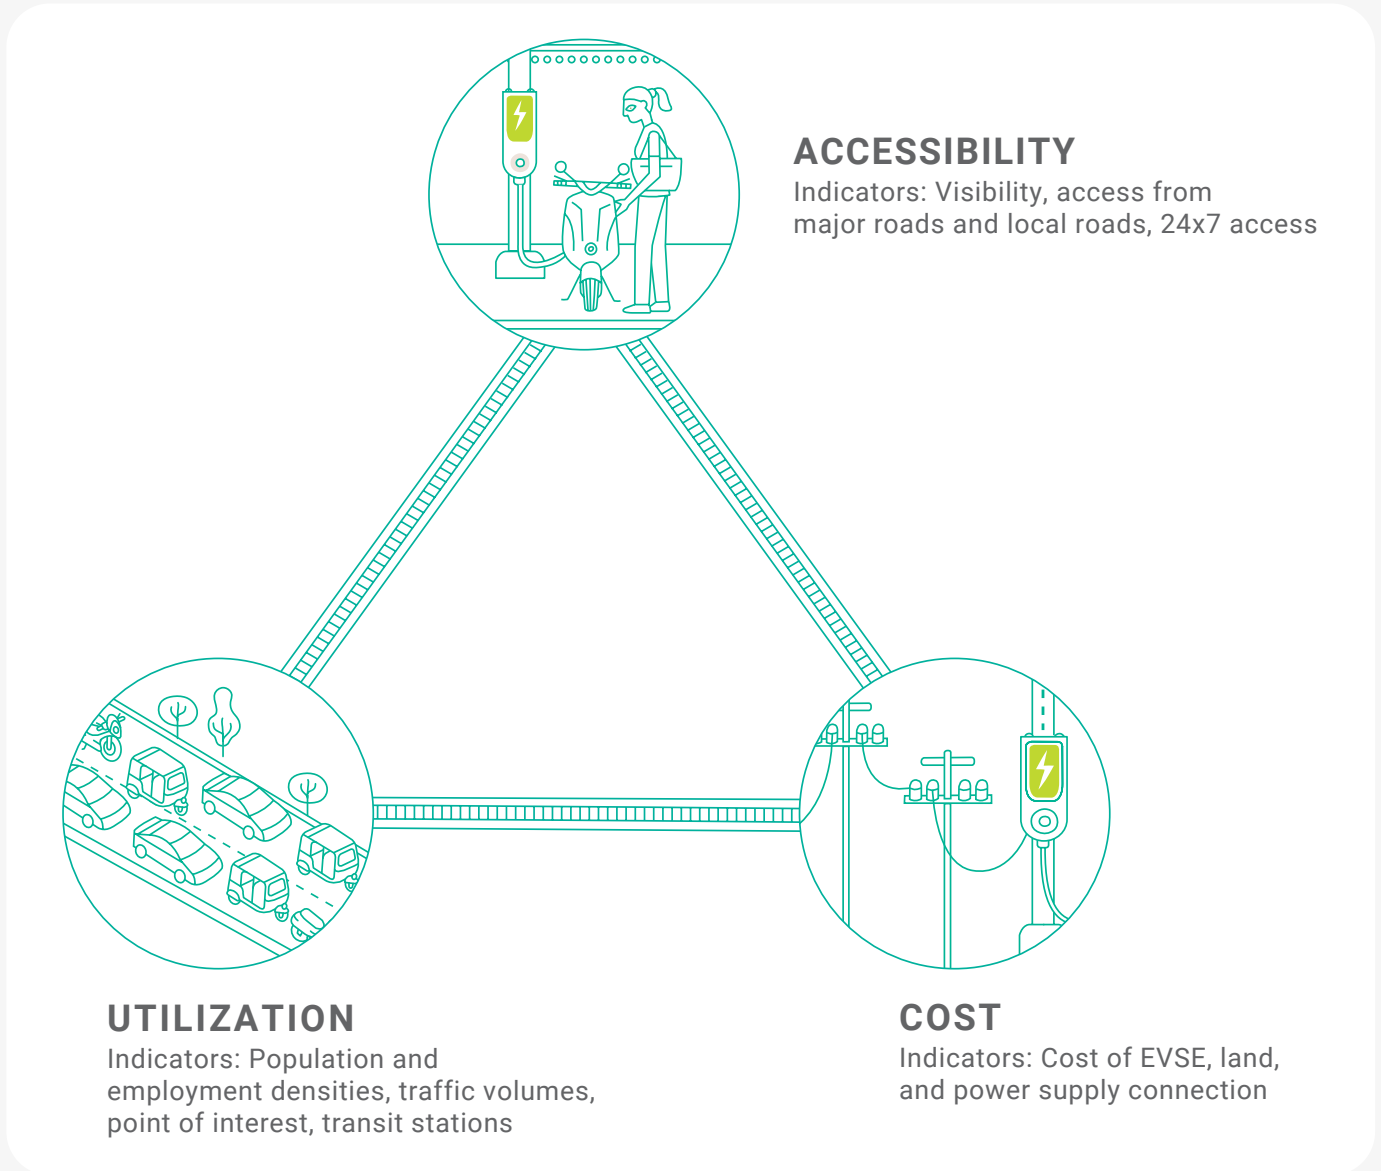 ACCESSIBILITY
Indicators: Visibility, access from
major roads and local roads, 24x7 access
UTILIZATION
Indicators: Population and
employment densities, traffic volumes,
point of interest, transit stations
COST
Indicators: Cost of EVSE, land,
and power supply connection